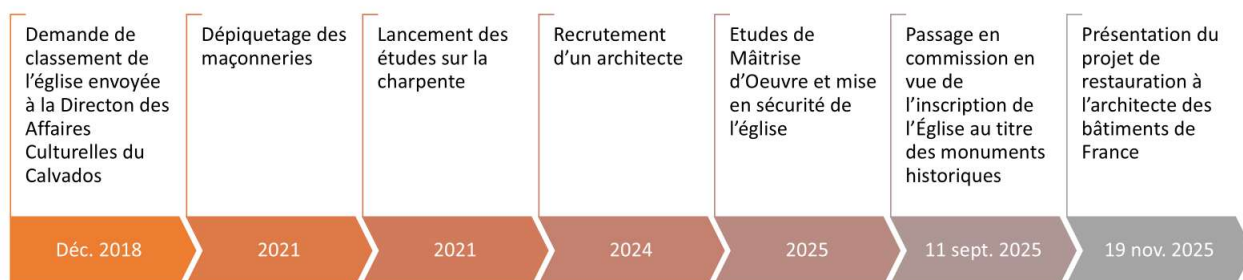 Demande de
classement de
l'église envoyée
à la Directon des
Affaires
Culturelles du
Calvados
Déc. 2018
Dépiquetage des
maçonneries
2021
Lancement des
études sur la
charpente
2021
Recrutement
d'un architecte
2024
Etudes de
Mâitrise
d'Oeuvre et mise
en sécurité de
l'église
2025
Passage en
commission en
vue de
l'inscription de
l'Église au titre
des monuments
historiques
11 sept. 2025
Présentation du
projet de
restauration à
l'architecte des
bâtiments de
France
19 nov. 2025